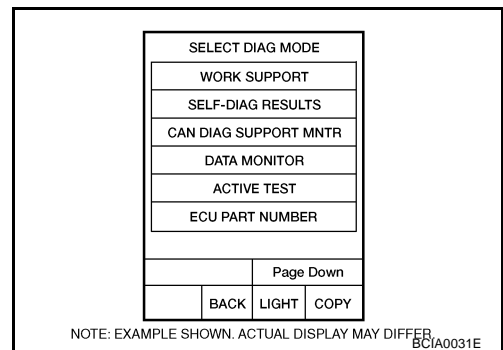 SELECT DIAG MODE
WORK SUPPORT
SELF-DIAG RESULTS
CAN DIAG SUPPORT MNTR
DATA MONITOR
ACTIVE TEST
ECU PART NUMBER
Page Down
BACK LIGHT COPY
NOTE: EXAMPLE SHOWN. ACTUAL DISPLAY MAY DIFFER.
BCIA0031E